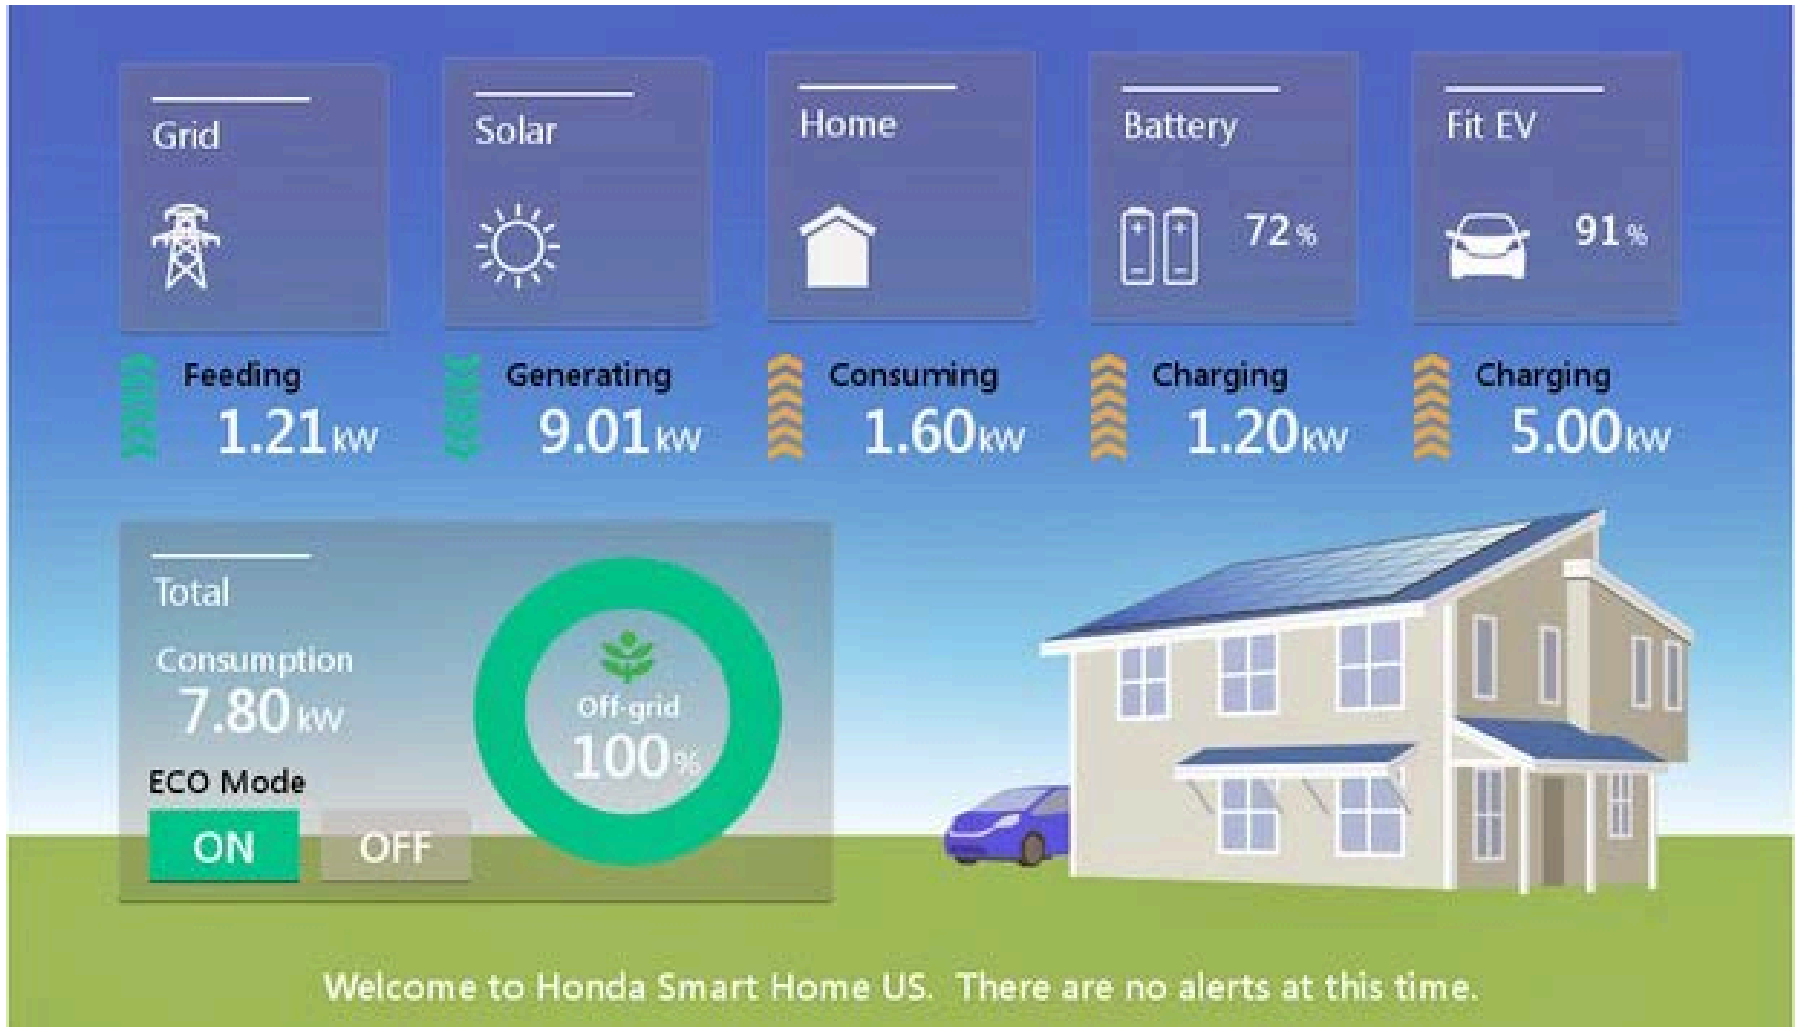 Grid
Solar
Home
Battery
Fit EV
72%
91%
Feeding
1.21kW
Generating
9.01kW
Consuming
1.60kW
Charging
1.20kW
Charging
5.00kW
Total
Consumption
7.80kW
Off-grid
100%
ECO Mode
ON
OFF
Welcome to Honda Smart Home US. There are no alerts at this time.